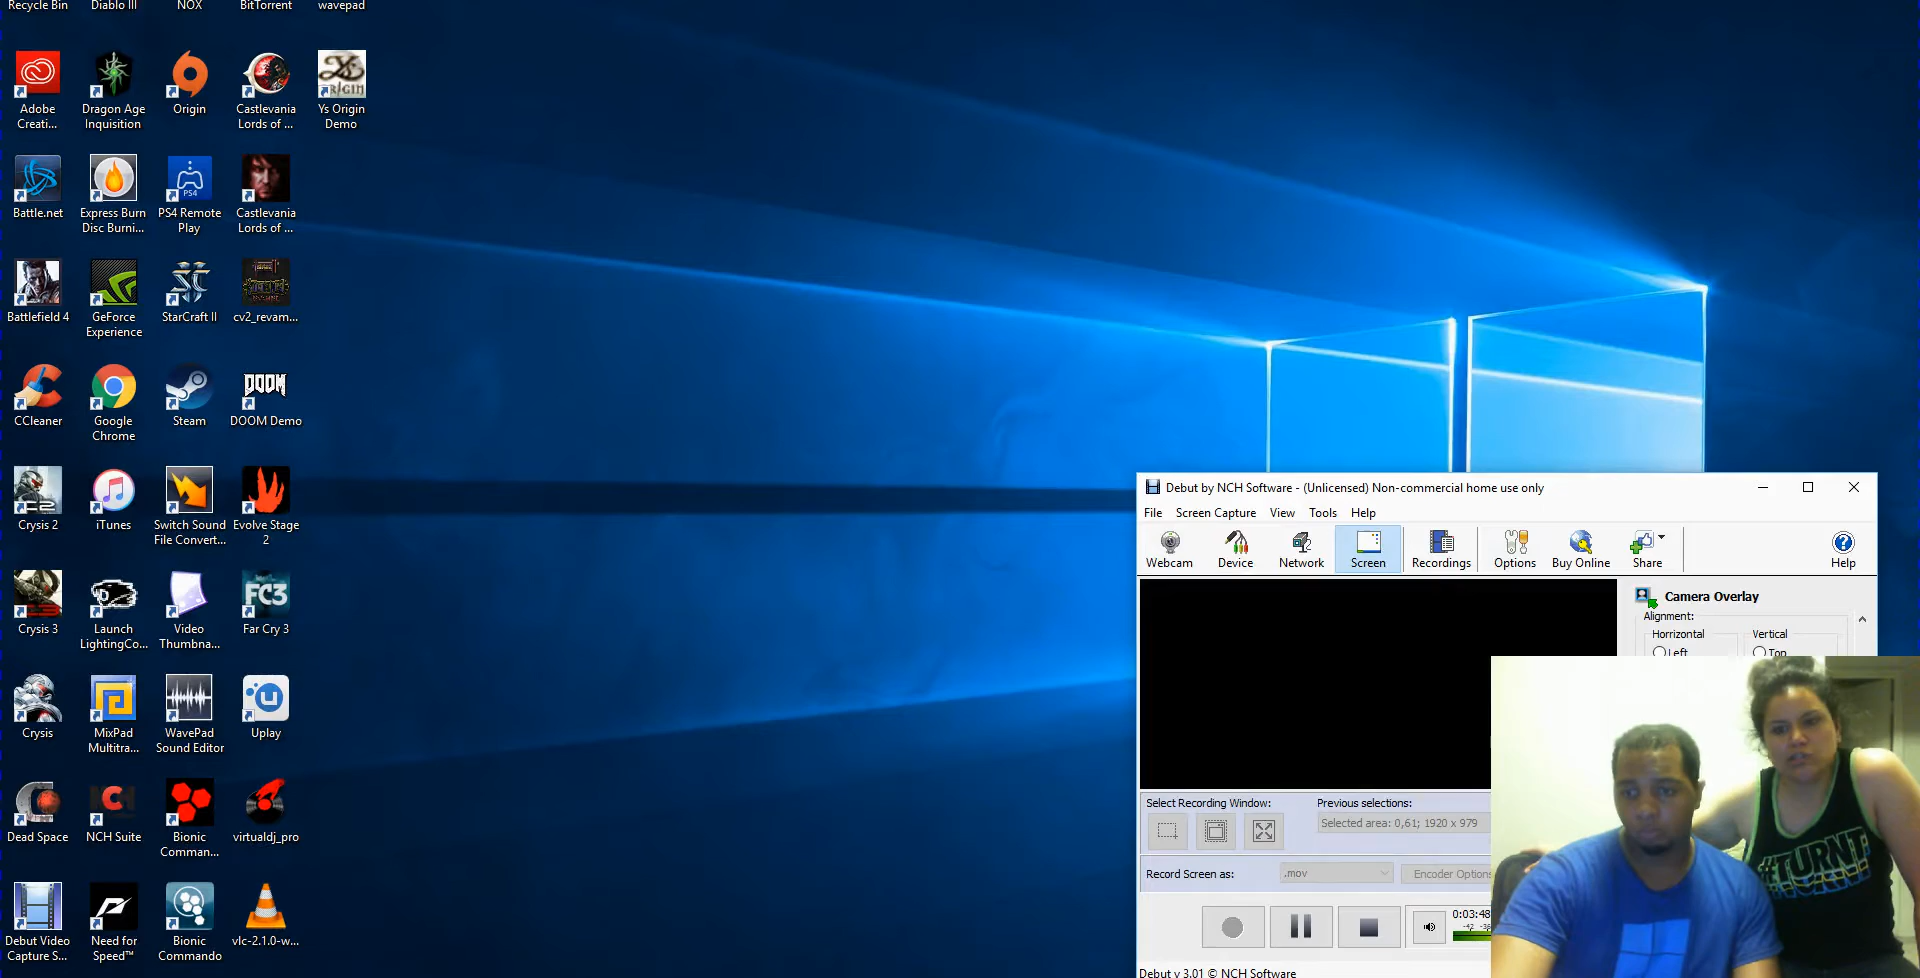 Recycle Bin
Diablo III
NOX
BitTorrent
wavepad
Adobe
Creati...
Dragon Age
Inquisition
Origin
Castlevania
Lords of ...
Ys Origin
Demo
Battle.net
Express Burn
Disc Burni...
PS4
PS4 Remote
Play
Castlevania
Lords of ...
Battlefield 4
GeForce
Experience
StarCraft II
cv2_revam...
CCleaner
Google
Chrome
Steam
DOOM
DOOM Demo
Crysis 2
iTunes
Switch Sound
File Convert...
Evolve Stage
2
Crysis 3
Launch
LightingCo...
Video
Thumbna...
FC3
Far Cry 3
Crysis
MixPad
Multitra...
WavePad
Sound Editor
Uplay
Dead Space
NCH Suite
Bionic
Comman...
virtualdj_pro
Debut Video
Capture S...
Need for
Speed™
Bionic
Commando
vlc-2.1.0-w...
Debut by NCH Software - (Unlicensed) Non-commercial home use only
File Screen Capture View Tools Help
Webcam Device Network Screen Recordings Options Buy Online Share Help
Camera Overlay
Alignment:
Horrizontal Vertical
Left Top
Select Recording Window: Previous selections:
Selected area: 0,61; 1920 x 979
Record Screen as: .mov Encoder Options
0:03:48
Debut v 3.01 © NCH Software
#TURNT